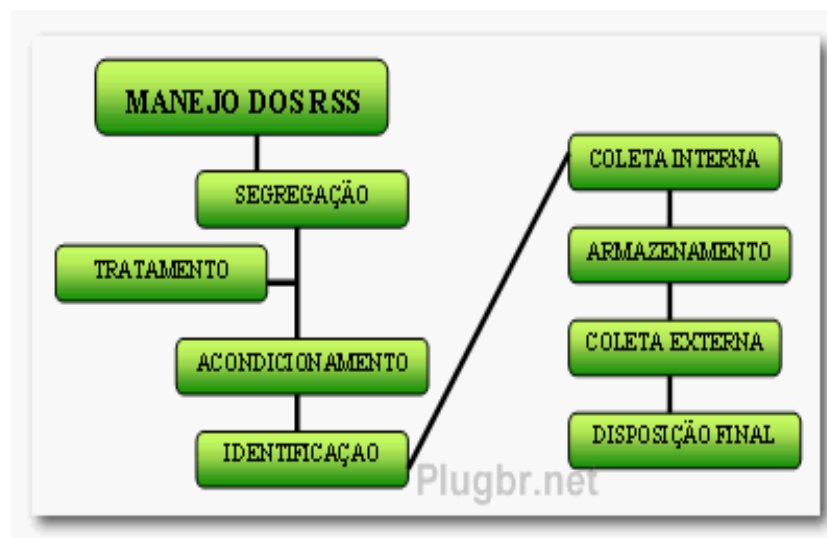 MANEJO DOS RSS
SEGREGAÇÃO
TRATAMENTO
ACONDICIONAMENTO
IDENTIFICAÇAO
COLETA INTERNA
ARMAZENAMENTO
COLETA EXTERNA
DISPOSIÇÃO FINAL
Plugbr.net